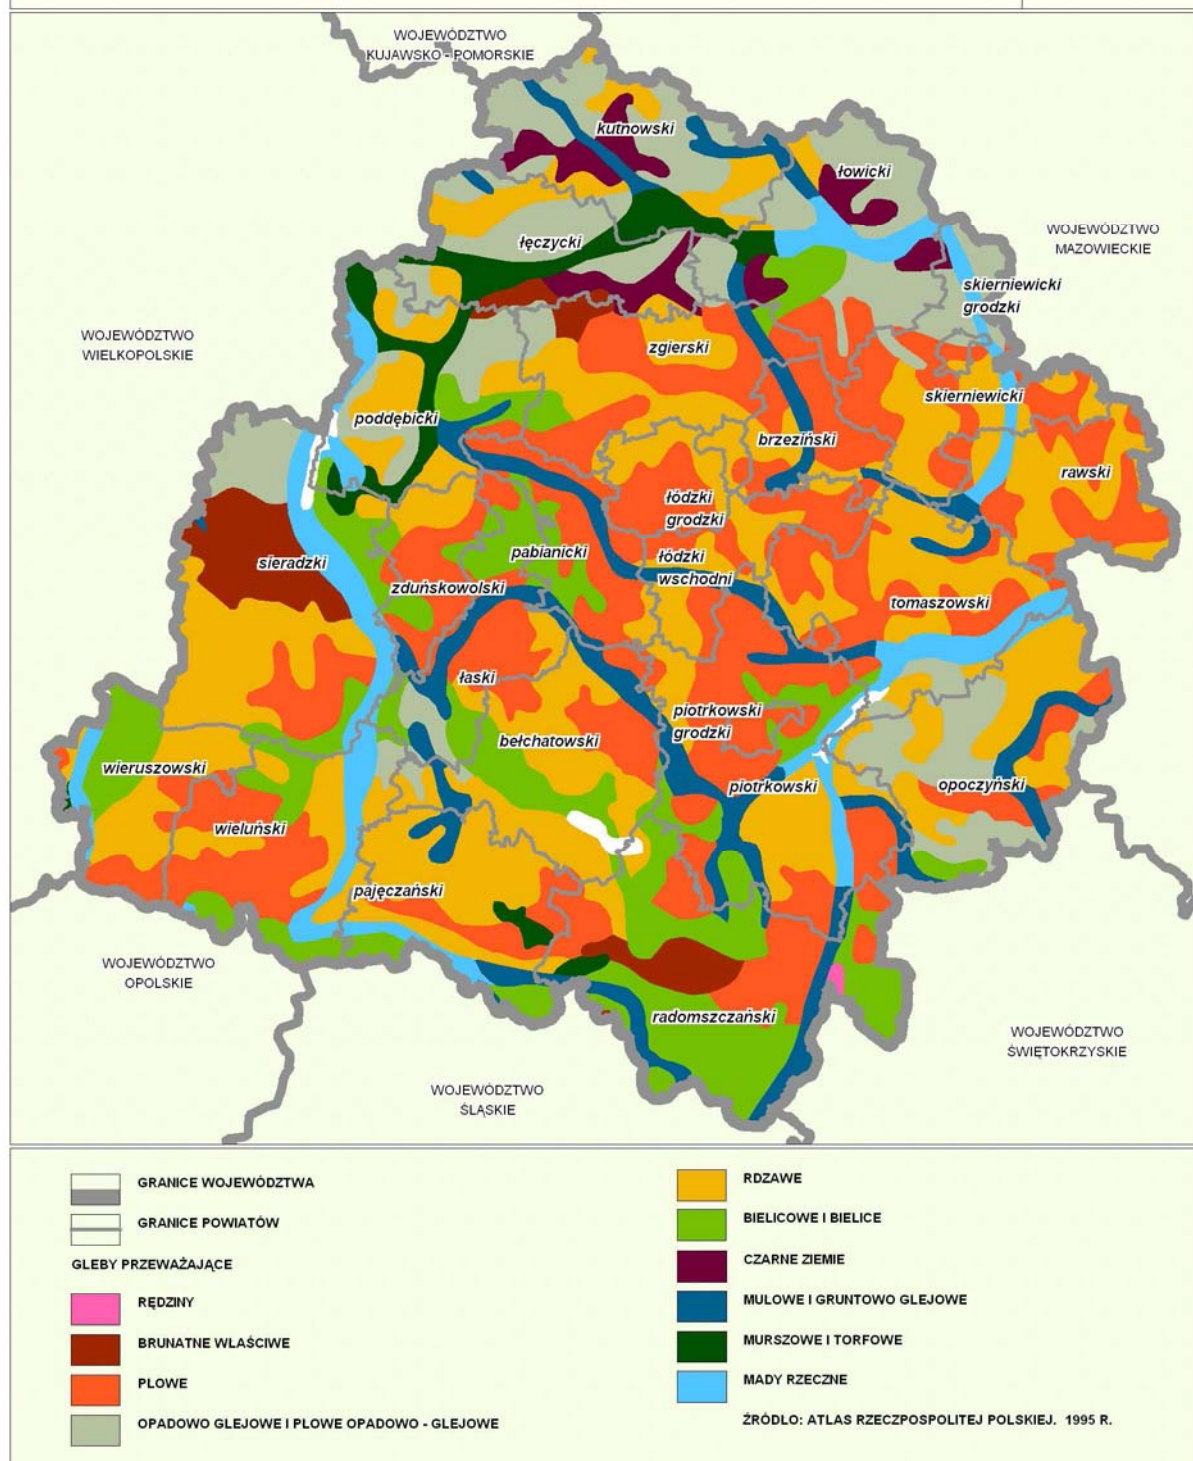 WOJEWÓDZTWO
KUJAWSKO - POMORSKIE
kutnowski
łowicki
WOJEWÓDZTWO
MAZOWIECKIE
łęczycki
skierniewicki
grodzki
WOJEWÓDZTWO
WIELKOPOLSKIE
zgierski
skierniewicki
poddębicki
brzeziński
rawski
łódzki
grodzki
sieradzki
pabianicki
łódzki
wschodni
zduńskowolski
tomaszowski
łaski
piotrkowski
grodzki
bełchatowski
wieruszowski
piotrkowski
opoczyński
wieluński
pajęczański
WOJEWÓDZTWO
OPOLSKIE
radomszczański
WOJEWÓDZTWO
ŚWIĘTOKRZYSKIE
WOJEWÓDZTWO
ŚLĄSKIE
GRANICE WOJEWÓDZTWA
GRANICE POWIATÓW
GLEBY PRZEWAŻAJĄCE
RĘDZINY
BRUNATNE WŁAŚCIWE
PŁOWE
OPADOWO GLEJOWE I PŁOWE OPADOWO - GLEJOWE
RDZAWE
BIELICOWE I BIELICE
CZARNE ZIEMIE
MUŁOWE I GRUNTOWO GLEJOWE
MURSZOWE I TORFOWE
MADY RZECZNE
ŹRÓDŁO: ATLAS RZECZPOSPOLITEJ POLSKIEJ. 1995 R.